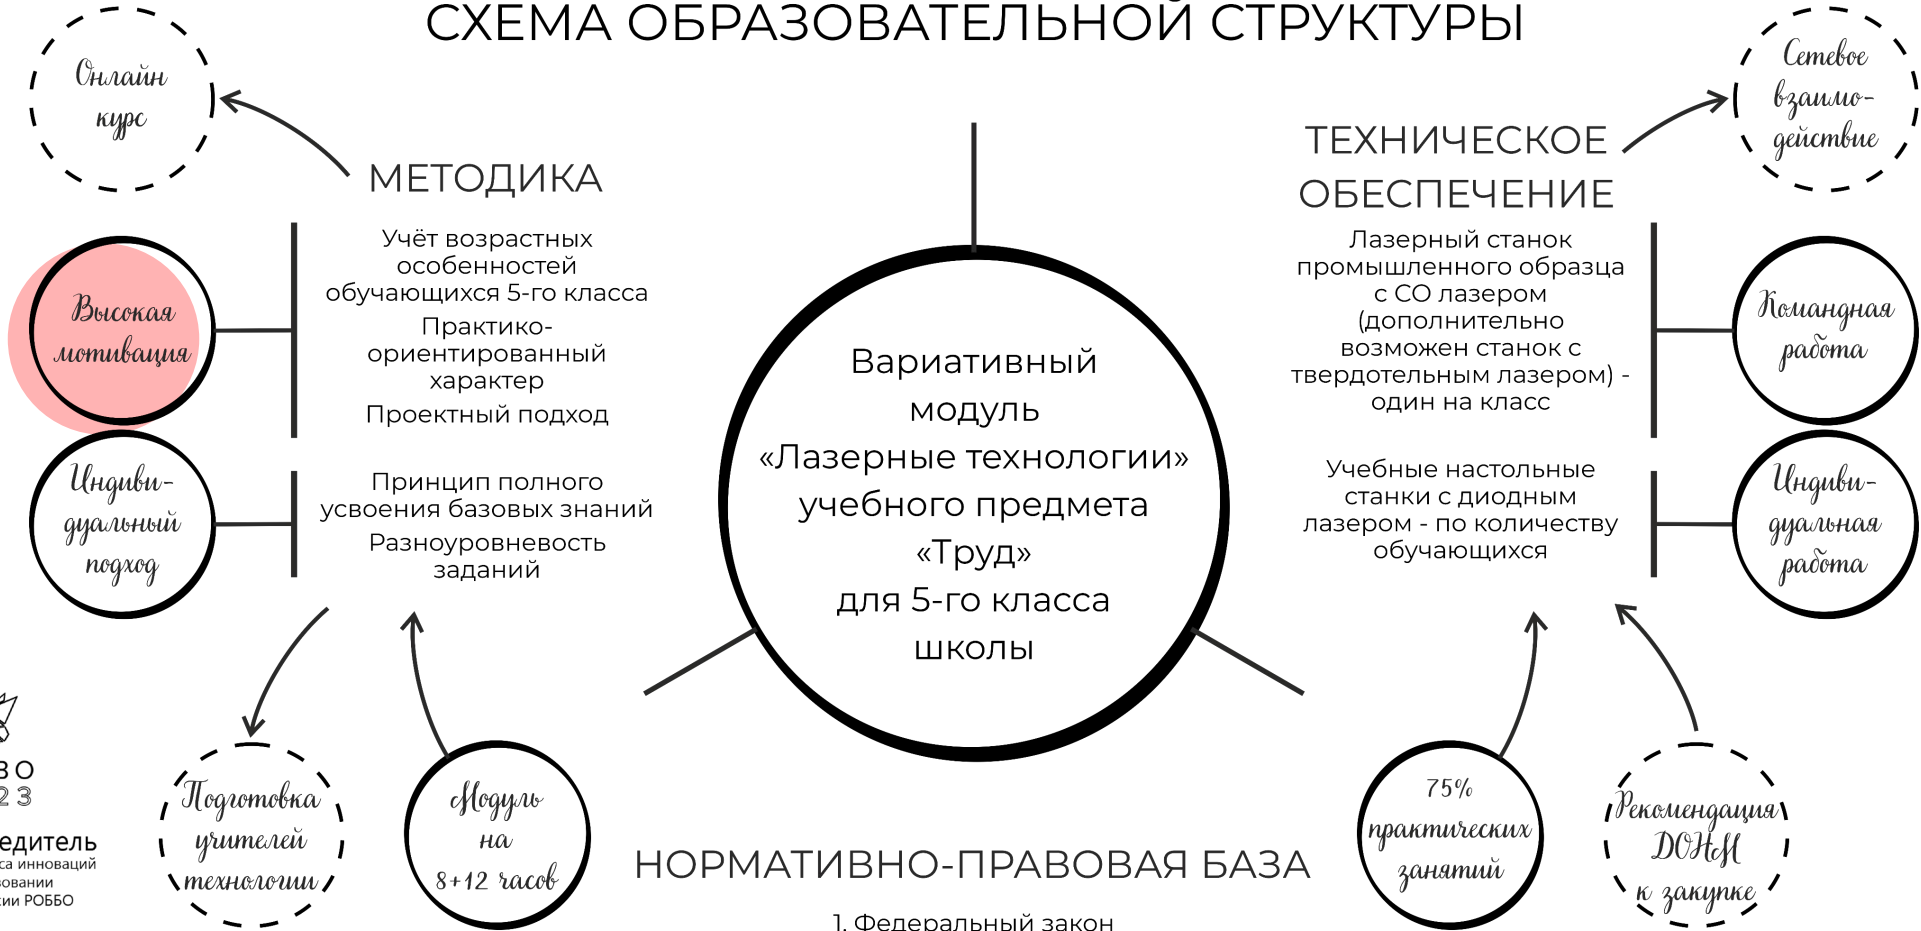 СХЕМА ОБРАЗОВАТЕЛЬНОЙ СТРУКТУРЫ
Онлайн
курс
МЕТОДИКА
Учёт возрастных
особенностей
обучающихся 5-го класса
Практико-
ориентированный
характер
Проектный подход
Высокая
мотивация
Принцип полного
усвоения базовых знаний
Разноуровневость
заданий
Индиви-
дуальный
подход
Вариативный
модуль
«Лазерные технологии»
учебного предмета
«Труд»
для 5-го класса
школы
ТЕХНИЧЕСКОЕ
ОБЕСПЕЧЕНИЕ
Сетевое
взаимо-
действие
Лазерный станок
промышленного образца
с СО лазером
(дополнительно
возможен станок с
твердотельным лазером) -
один на класс
Командная
работа
Учебные настольные
станки с диодным
лазером - по количеству
обучающихся
Индиви-
дуальная
работа
Подготовка
учителей
технологии
Модуль
на
8+12 часов
НОРМАТИВНО-ПРАВОВАЯ БАЗА
1. Федеральный закон
75%
практических
занятий
Рекомендация
ДОНМ
к закупке
инноваций
РОББО